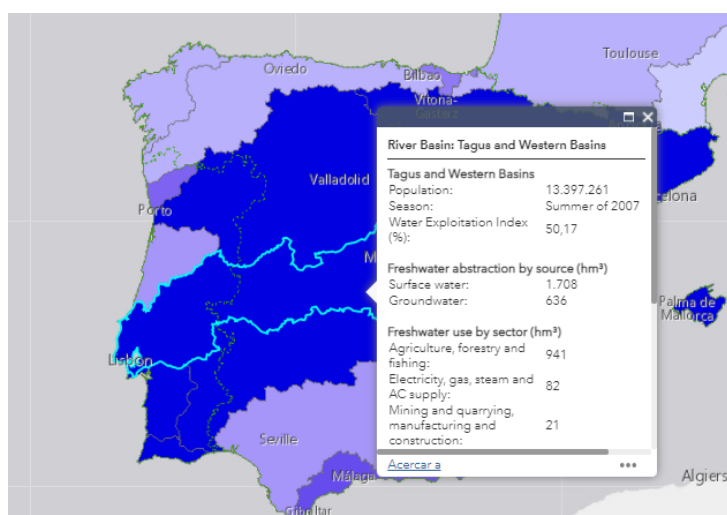 Toulouse
Oviedo
Bilbao
Vitoria-
Gasteiz
Valladolid
Porto
Lisbon
Seville
Málaga
Gibraltar
Palma de
Mallorca
Algiers
River Basin: Tagus and Western Basins
Tagus and Western Basins
Population: 13.397.261
Season: Summer of 2007
Water Exploitation Index 50,17
(%):
Freshwater abstraction by source (hm³)
Surface water: 1.708
Groundwater: 636
Freshwater use by sector (hm³)
Agriculture, forestry and 941
fishing:
Electricity, gas, steam and 82
AC supply:
Mining and quarrying,
manufacturing and 21
construction:
Acercar a